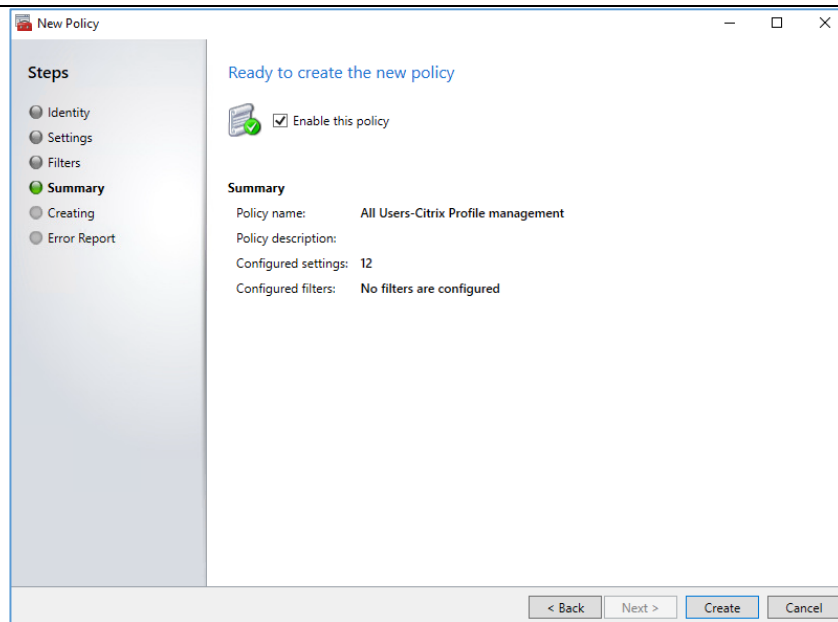 New Policy
Steps
Identity
Settings
Filters
Summary
Creating
Error Report
Ready to create the new policy
Enable this policy
Summary
Policy name: All Users-Citrix Profile management
Policy description:
Configured settings: 12
Configured filters: No filters are configured
< Back Next > Create Cancel